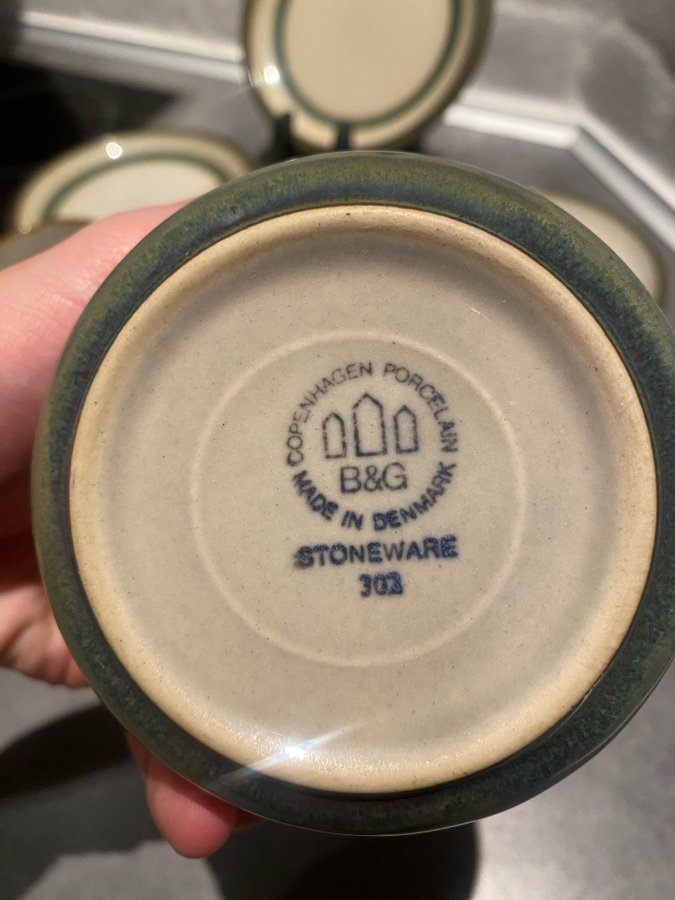 COPENHAGEN PORCELAIN
B&G
MADE IN DENMARK
STONEWARE
303